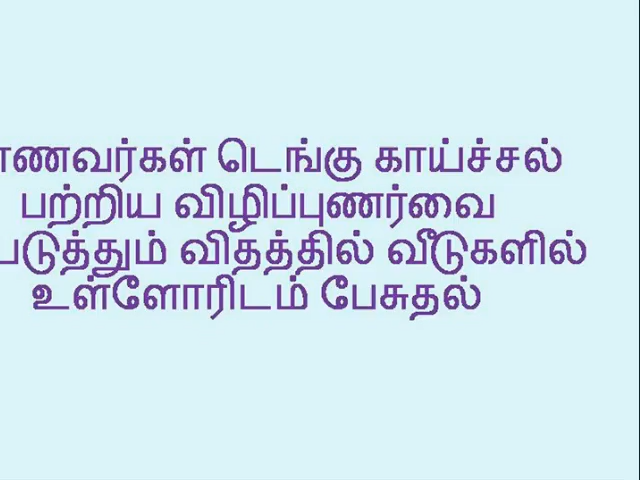 டெங்கு காய்ச்சல்
பற்றிய விழிப்புணர்வை
விதத்தில் வீடுகளில்
உள்ளோரிடம் பேசுதல்